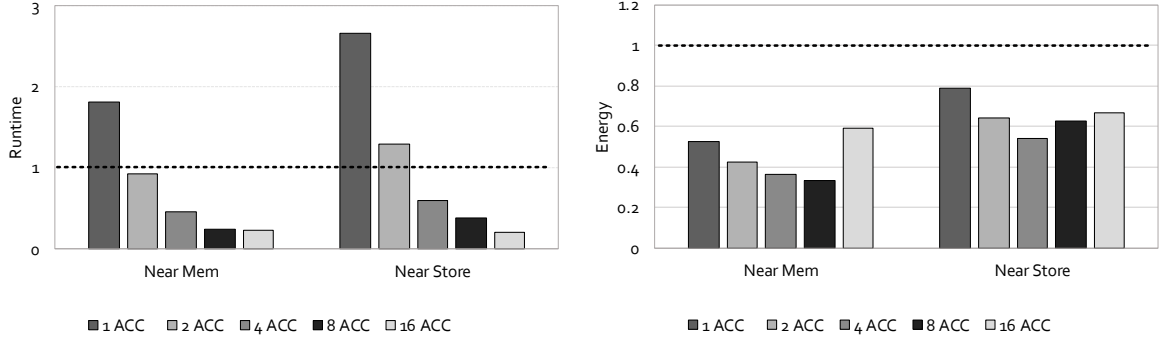 3
2
1
0
Runtime
Near Mem
Near Store
1 ACC
2 ACC
4 ACC
8 ACC
16 ACC
1.2
1
0.8
0.6
0.4
0.2
0
Energy
Near Mem
Near Store
1 ACC
2 ACC
4 ACC
8 ACC
16 ACC